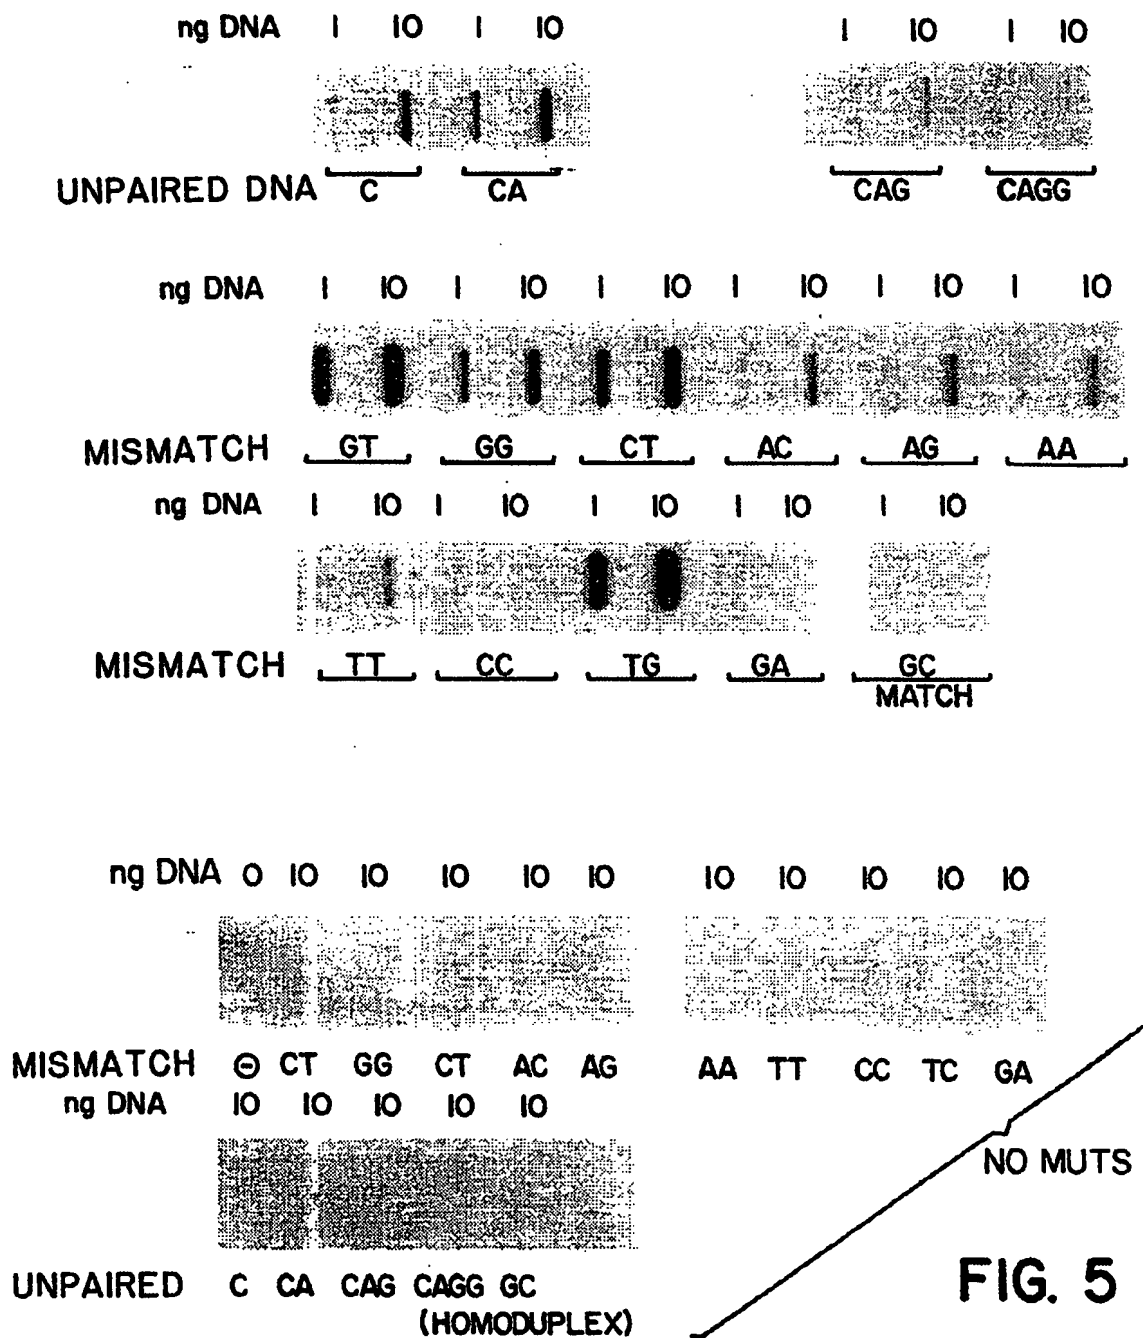 ng DNA 1 10 1 10 1 10 1 10
UNPAIRED DNA C CA CAG CAGG
ng DNA 1 10 1 10 1 10 1 10 1 10 1 10
MISMATCH GT GG CT AC AG AA
ng DNA 1 10 1 10 1 10 1 10 1 10
MISMATCH TT CC TG GA GC
MATCH
ng DNA 0 10 10 10 10 10 10 10 10 10 10
MISMATCH Θ CT GG CT AC AG AA TT CC TC GA
ng DNA 10 10 10 10 10
NO MUTS
UNPAIRED C CA CAG CAGG GC
(HOMODUPLEX)
FIG. 5